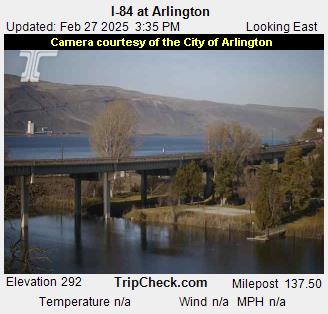 I-84 at Arlington
Updated: Feb 27 2025 3:35 PM Looking East
Camera courtesy of the City of Arlington
Elevation 292 TripCheck.com Milepost 137.50
Temperature n/a Wind n/a MPH n/a